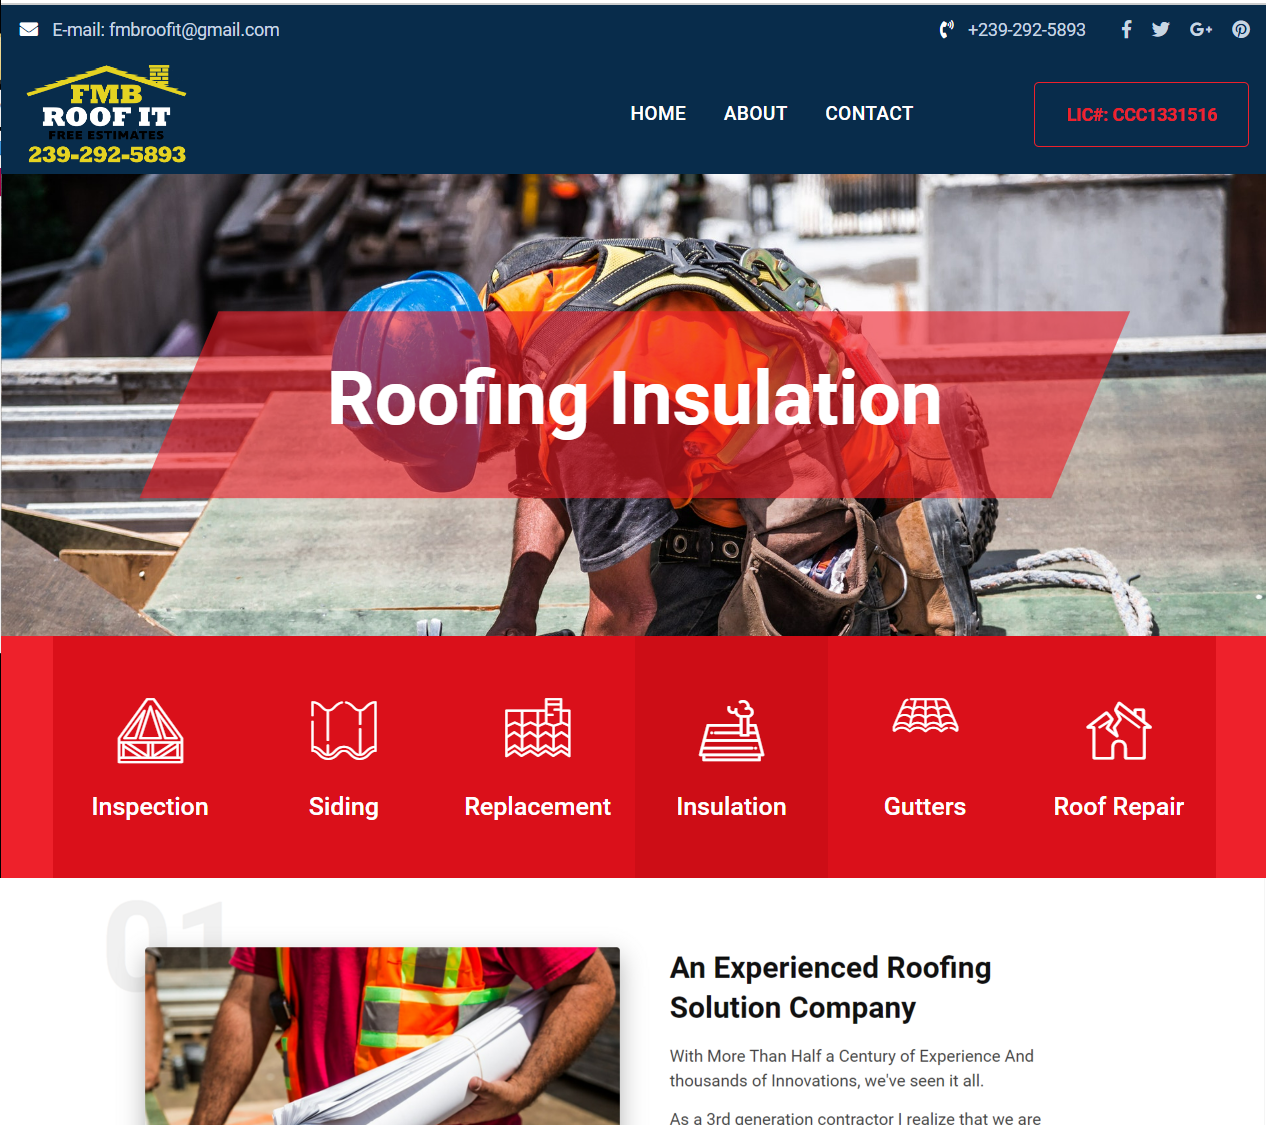 E-mail: fmbroofit@gmail.com
+239-292-5893
FMB
ROOF IT
FREE ESTIMATES
239-292-5893
HOME
ABOUT
CONTACT
LIC#: CCC1331516
Roofing Insulation
Inspection
Siding
Replacement
Insulation
Gutters
Roof Repair
01
An Experienced Roofing
Solution Company
With More Than Half a Century of Experience And
thousands of Innovations, we've seen it all.
As a 3rd generation contractor I realize that we are